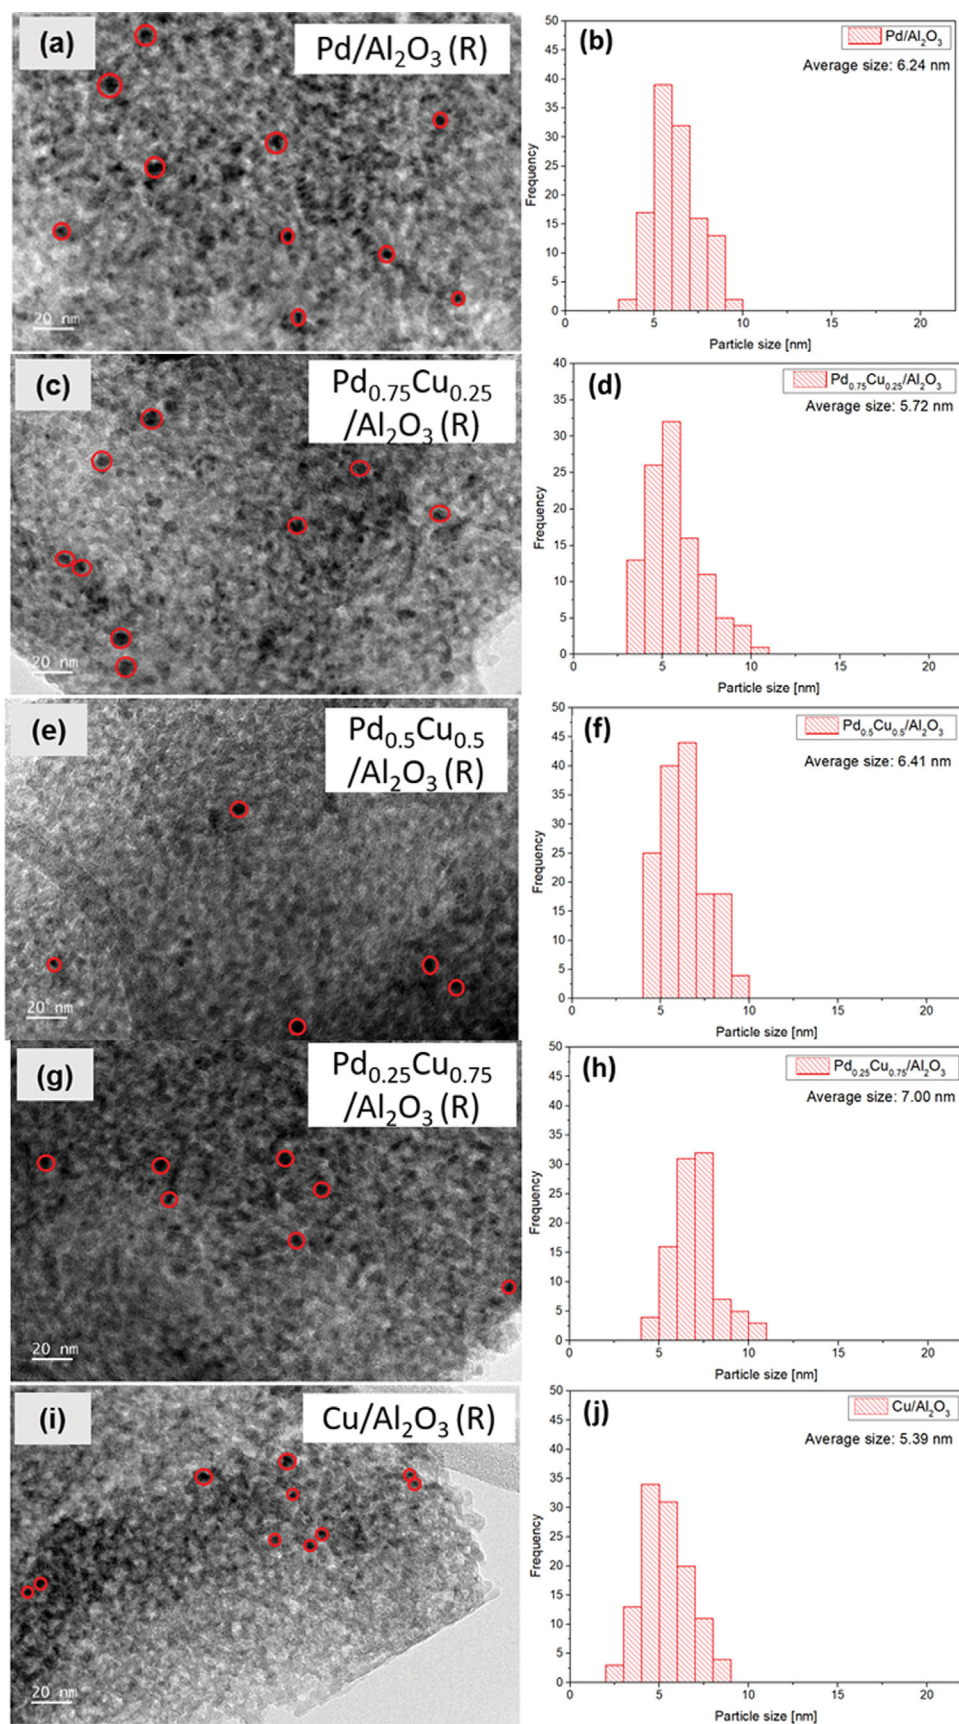 (a)
Pd/Al₂O₃ (R)
20 nm
(b)
Pd/Al₂O₃
Average size: 6.24 nm
Frequency
50
45
40
35
30
25
20
15
10
5
0
0 5 10 15 20
Particle size [nm]
(c)
Pd₀.₇₅Cu₀.₂₅
/Al₂O₃ (R)
20 nm
(d)
Pd₀.₇₅Cu₀.₂₅/Al₂O₃
Average size: 5.72 nm
Frequency
40
35
30
25
20
15
10
5
0
0 5 10 15 20
Particle size [nm]
(e)
Pd₀.₅Cu₀.₅
/Al₂O₃ (R)
20 nm
(f)
Pd₀.₅Cu₀.₅/Al₂O₃
Average size: 6.41 nm
Frequency
50
45
40
35
30
25
20
15
10
5
0
0 5 10 15 20
Particle size [nm]
(g)
Pd₀.₂₅Cu₀.₇₅
/Al₂O₃ (R)
20 nm
(h)
Pd₀.₂₅Cu₀.₇₅/Al₂O₃
Average size: 7.00 nm
Frequency
50
45
40
35
30
25
20
15
10
5
0
0 5 10 15 20
Particle size [nm]
(i)
Cu/Al₂O₃ (R)
20 nm
(j)
Cu/Al₂O₃
Average size: 5.39 nm
Frequency
50
45
40
35
30
25
20
15
10
5
0
0 5 10 15 20
Particle size [nm]